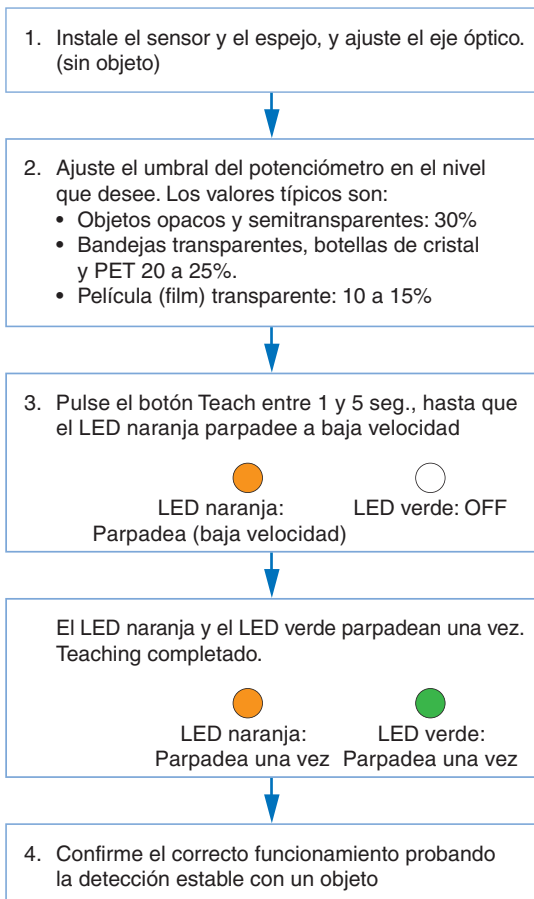 1. Instale el sensor y el espejo, y ajuste el eje óptico.
(sin objeto)
2. Ajuste el umbral del potenciómetro en el nivel
que desee. Los valores típicos son:
• Objetos opacos y semitransparentes: 30%
• Bandejas transparentes, botellas de cristal
y PET 20 a 25%.
• Película (film) transparente: 10 a 15%
3. Pulse el botón Teach entre 1 y 5 seg., hasta que
el LED naranja parpadee a baja velocidad
LED naranja:
Parpadea (baja velocidad)
LED verde: OFF
El LED naranja y el LED verde parpadean una vez.
Teaching completado.
LED naranja:
Parpadea una vez
LED verde:
Parpadea una vez
4. Confirme el correcto funcionamiento probando
la detección estable con un objeto